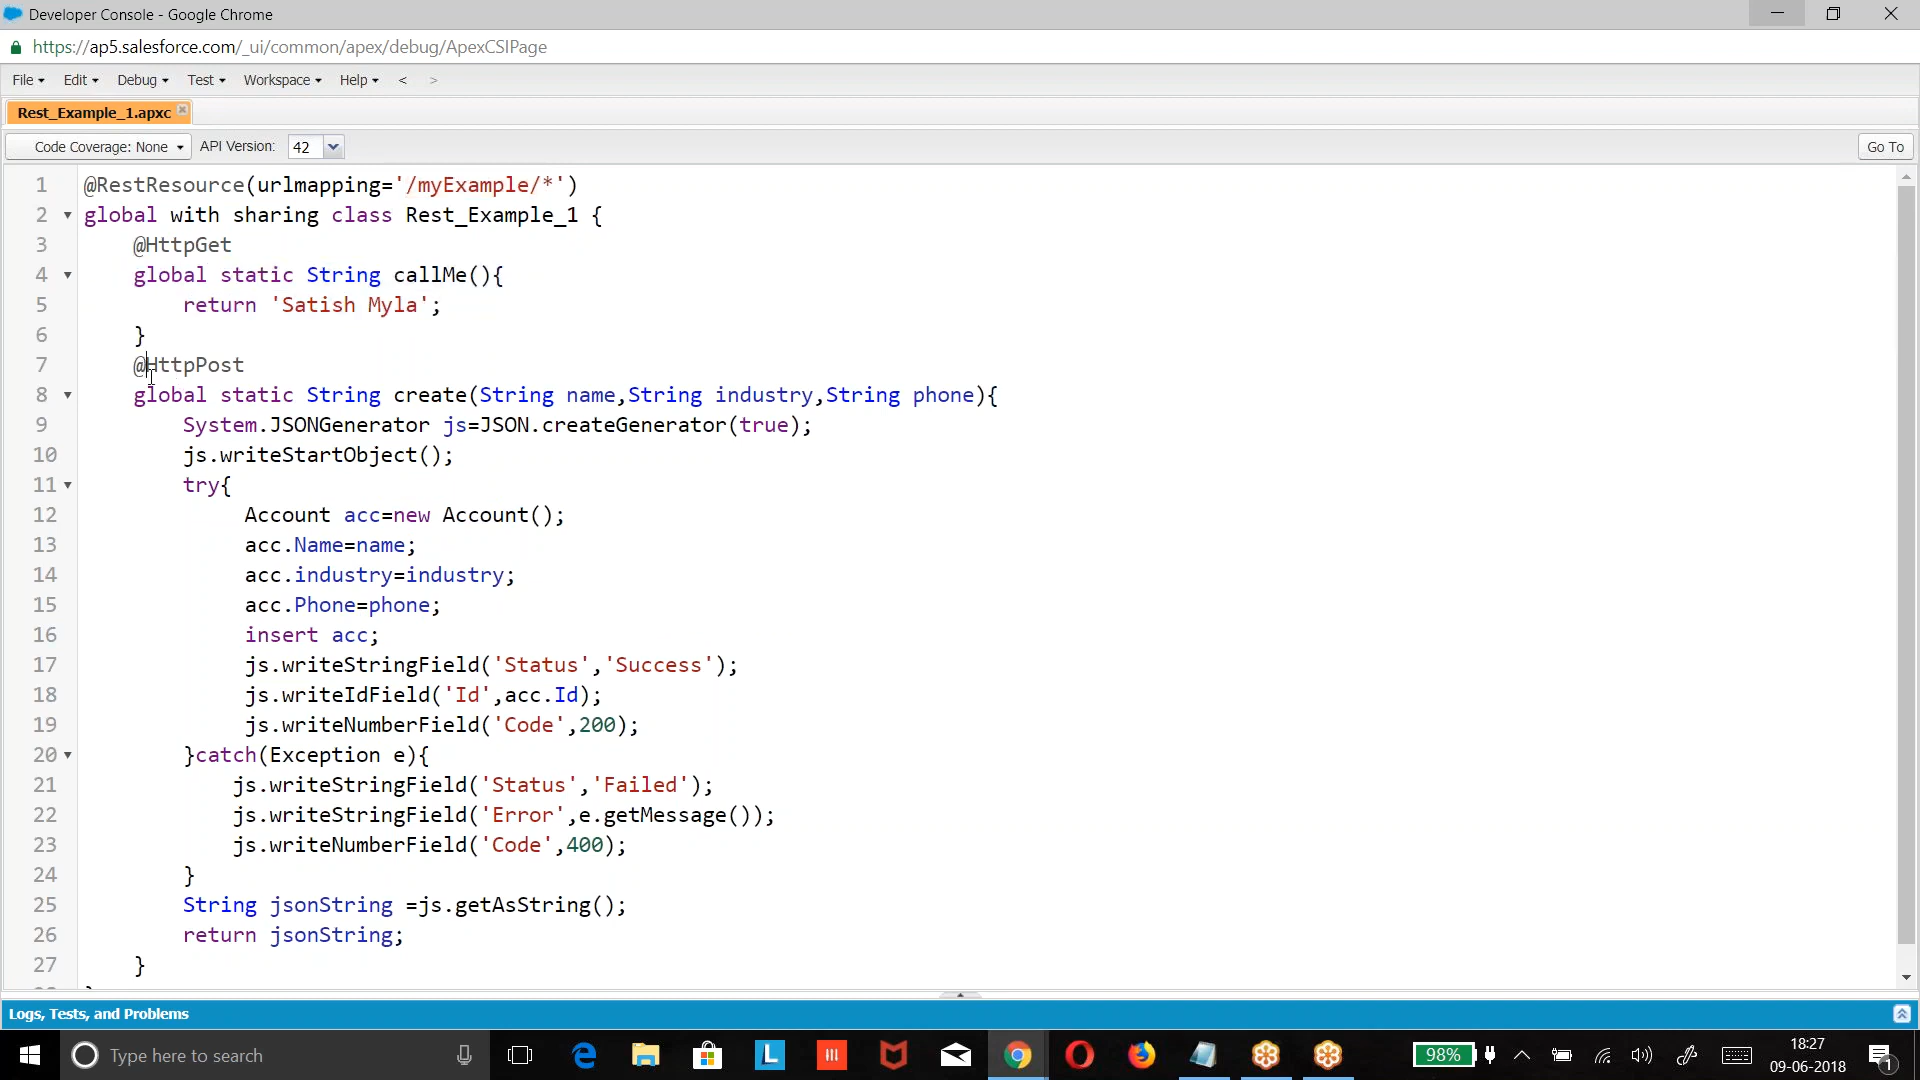 Developer Console - Google Chrome
https://ap5.salesforce.com/_ui/common/apex/debug/ApexCSIPage
File Edit Debug Test Workspace Help < >
Rest_Example_1.apxc
Code Coverage: None API Version: 42 Go To
1 @RestResource(urlmapping='/myExample/*')
2 global with sharing class Rest_Example_1 {
3 @HttpGet
4 global static String callMe(){
5 return 'Satish Myla';
6 }
7 @HttpPost
8 global static String create(String name,String industry,String phone){
9 System.JSONGenerator js=JSON.createGenerator(true);
10 js.writeStartObject();
11 try{
12 Account acc=new Account();
13 acc.Name=name;
14 acc.industry=industry;
15 acc.Phone=phone;
16 insert acc;
17 js.writeStringField('Status','Success');
18 js.writeIdField('Id',acc.Id);
19 js.writeNumberField('Code',200);
20 }catch(Exception e){
21 js.writeStringField('Status','Failed');
22 js.writeStringField('Error',e.getMessage());
23 js.writeNumberField('Code',400);
24 }
25 String jsonString =js.getAsString();
26 return jsonString;
27 }
Logs, Tests, and Problems
Type here to search
98%
18:27
09-06-2018
1